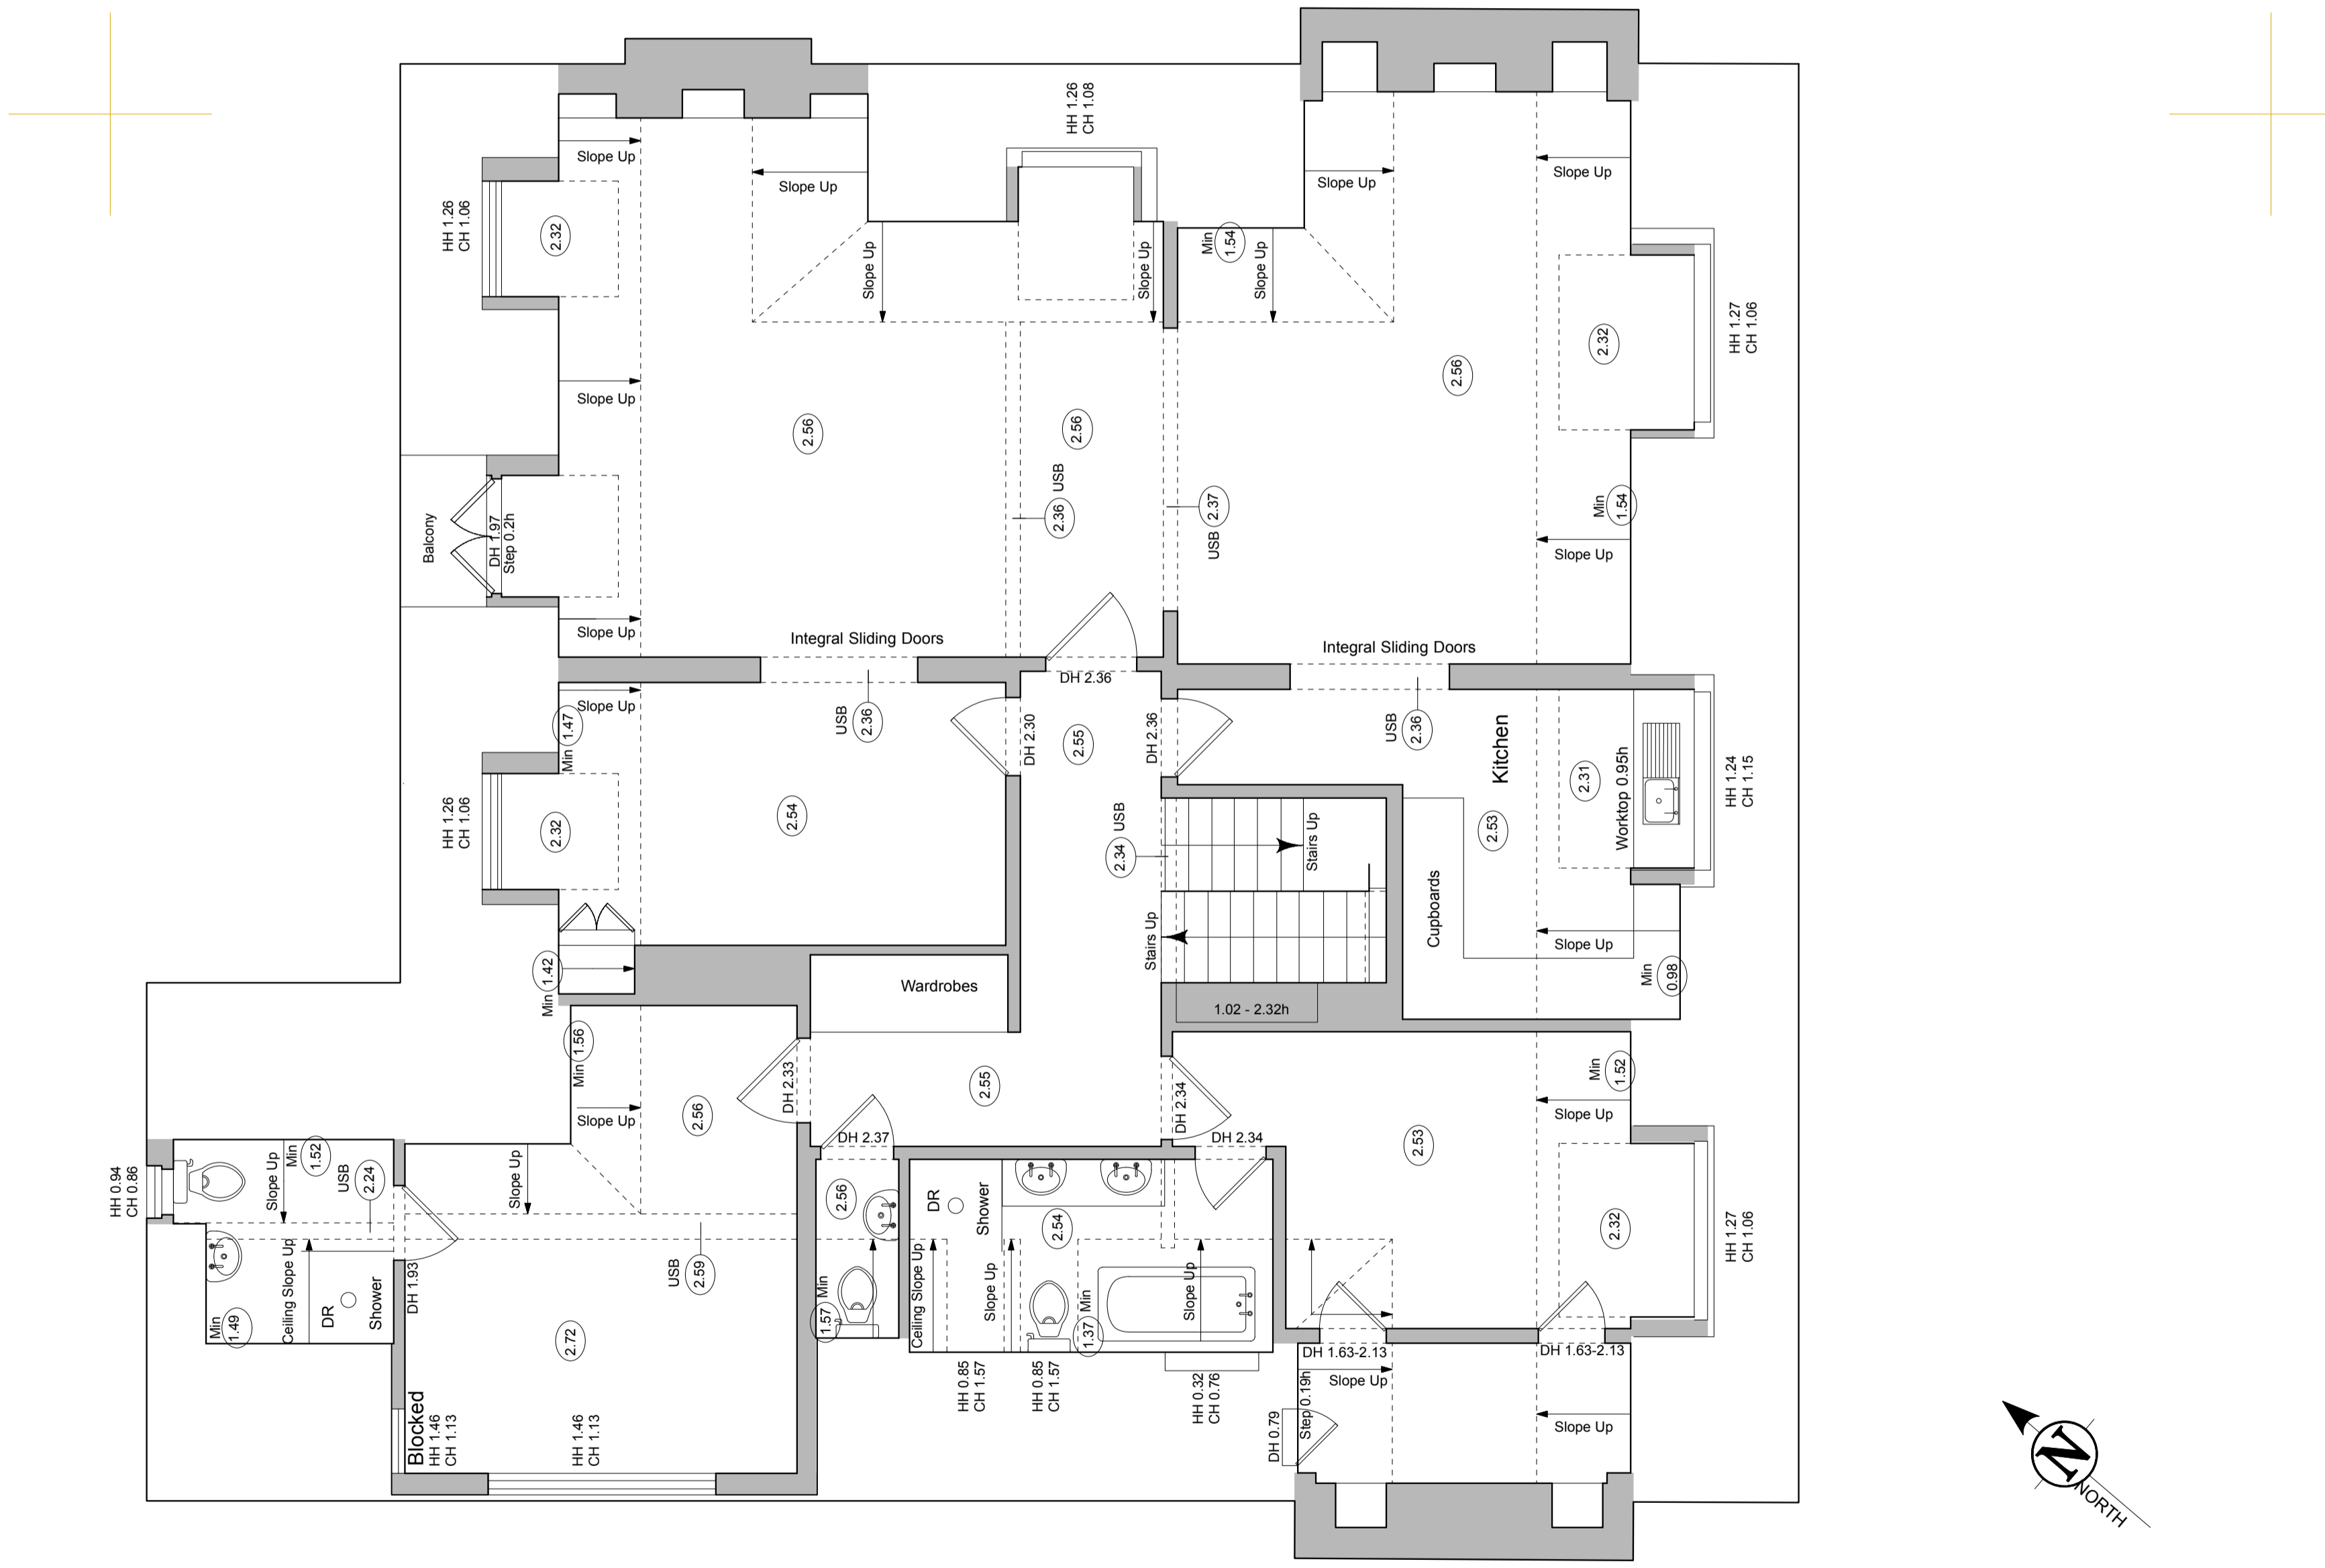 HH 1.26
CH 1.08
Slope Up
Slope Up
Slope Up
Slope Up
HH 1.26
CH 1.06
2.32
Slope Up
Slope Up
Min
1.54
Slope Up
HH 1.27
CH 1.06
2.32
Slope Up
2.56
2.56
2.56
2.36 USB
USB 2.37
Min
1.54
Balcony
DH 1.97
Step 0.2h
Slope Up
Slope Up
Integral Sliding Doors
Integral Sliding Doors
DH 2.36
Slope Up
Min 1.47
USB
2.36
DH 2.30
2.55
DH 2.36
USB
2.36
Kitchen
2.31
Worktop 0.95h
HH 1.24
CH 1.15
HH 1.26
CH 1.06
2.32
2.54
2.34 USB
Stairs Up
2.53
Cupboards
Stairs Up
Slope Up
Min
0.98
Min 1.42
Wardrobes
1.02 - 2.32h
Min 1.56
DH 2.33
2.55
DH 2.34
Min
1.52
Slope Up
Slope Up
2.56
DH 2.37
DH 2.34
2.53
HH 0.94
CH 0.86
Slope Up
Min
1.52
USB
2.24
Slope Up
2.56
DR
Shower
2.54
2.32
HH 1.27
CH 1.06
Min
1.49
Ceiling Slope Up
DR
Shower
DH 1.93
USB
2.59
1.57 Min
Ceiling Slope Up
Slope Up
1.37 Min
Slope Up
2.72
DH 1.63-2.13
DH 1.63-2.13
Slope Up
HH 0.85
CH 1.57
HH 0.85
CH 1.57
HH 0.32
CH 0.76
Step 0.19h
DH 0.79
Slope Up
Blocked
HH 1.46
CH 1.13
HH 1.46
CH 1.13
N
NORTH